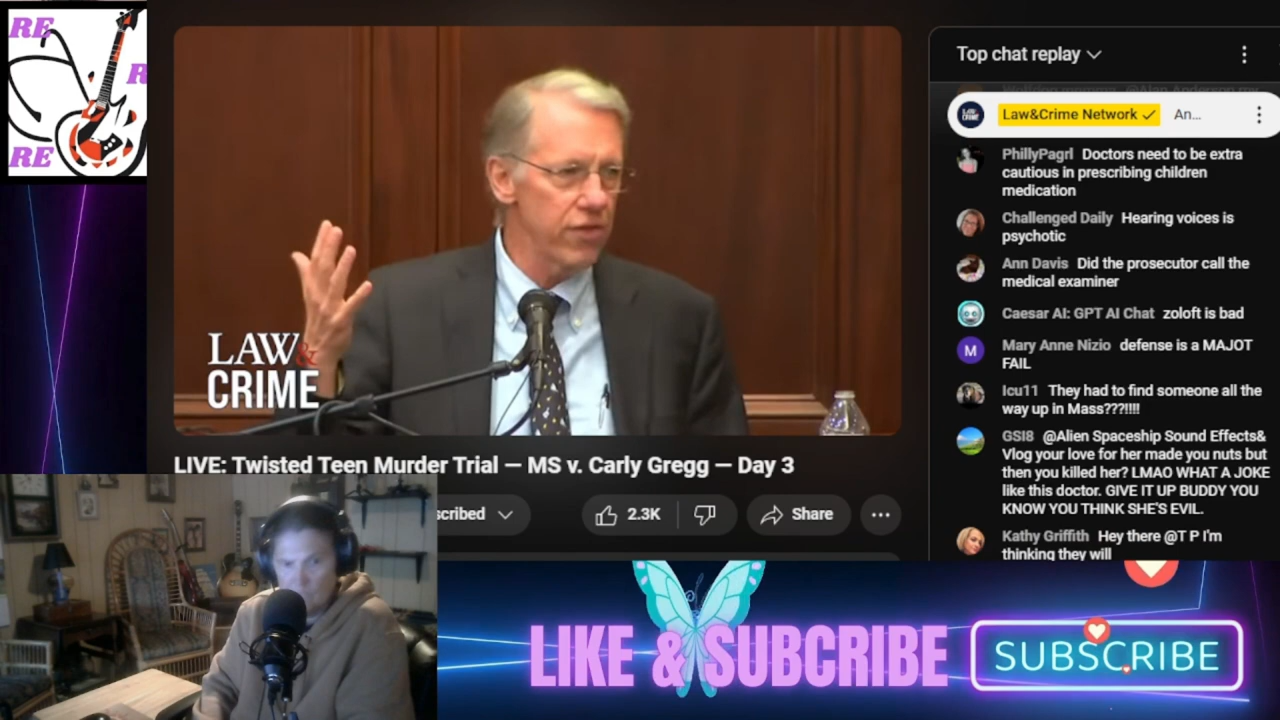 RE
R
RE
LAW&
CRIME
LIVE: Twisted Teen Murder Trial — MS v. Carly Gregg — Day 3
scribed
2.3K
Share
Top chat replay
Law&Crime Network
An...
PhillyPagrl Doctors need to be extra
cautious in prescribing children
medication
Challenged Daily Hearing voices is
psychotic
Ann Davis Did the prosecutor call the
medical examiner
Caesar AI: GPT AI Chat zoloft is bad
M
Mary Anne Nizio defense is a MAJOT
FAIL
Icu11 They had to find someone all the
way up in Mass???!!!!
GSI8 @Alien Spaceship Sound Effects&
Vlog your love for her made you nuts but
then you killed her? LMAO WHAT A JOKE
like this doctor. GIVE IT UP BUDDY YOU
KNOW YOU THINK SHE'S EVIL.
Kathy Griffith Hey there @T P I'm
thinking they will
LIKE & SUBCRIBE
SUBSCRIBE